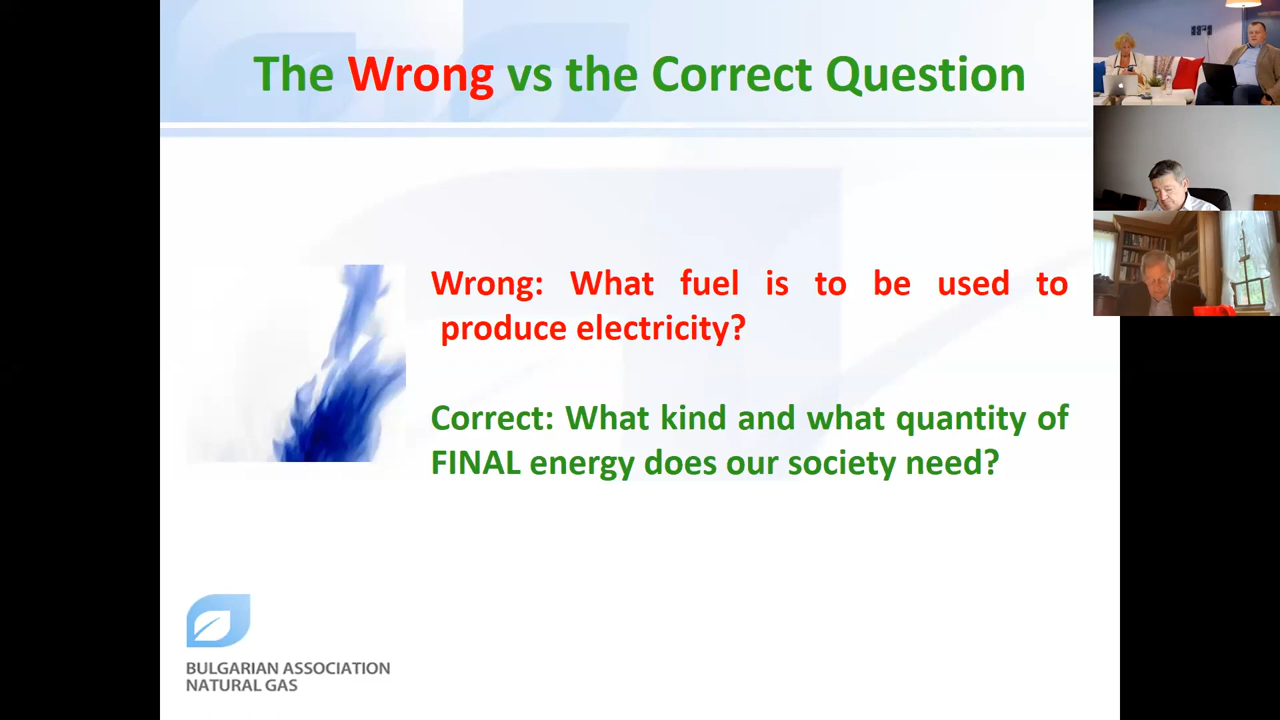 The Wrong vs the Correct Question
Wrong: What fuel is to be used to
produce electricity?
Correct: What kind and what quantity of
FINAL energy does our society need?
BULGARIAN ASSOCIATION
NATURAL GAS